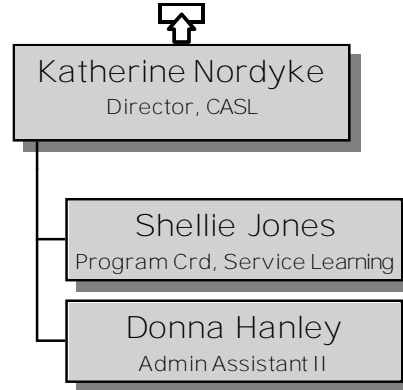 Katherine Nordyke
Director, CASL
Shellie Jones
Program Crd, Service Learning
Donna Hanley
Admin Assistant II